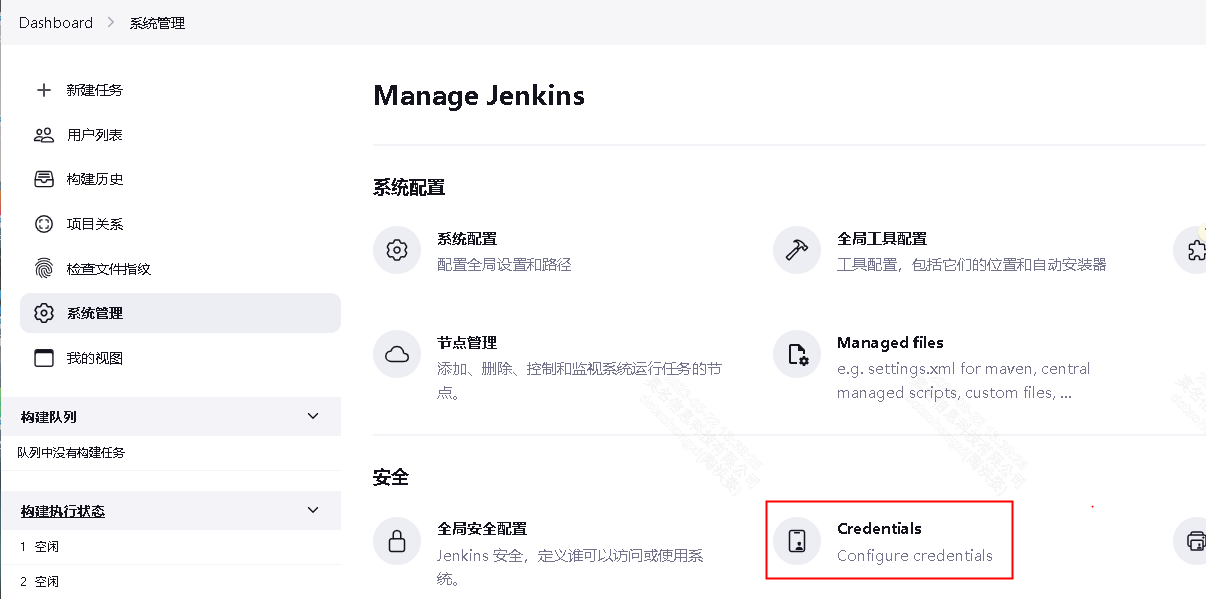 Dashboard > 系统管理
新建任务
用户列表
构建历史
项目关系
检查文件指纹
系统管理
我的视图
构建队列
队列中没有构建任务
构建执行状态
1 空闲
2 空闲
Manage Jenkins
系统配置
系统配置
配置全局设置和路径
全局工具配置
工具配置，包括它们的位置和自动安装器
节点管理
添加、删除、控制和监视系统运行任务的节
点。
Managed files
e.g. settings.xml for maven, central
managed scripts, custom files, ...
安全
全局安全配置
Jenkins 安全，定义谁可以访问或使用系
统。
Credentials
Configure credentials